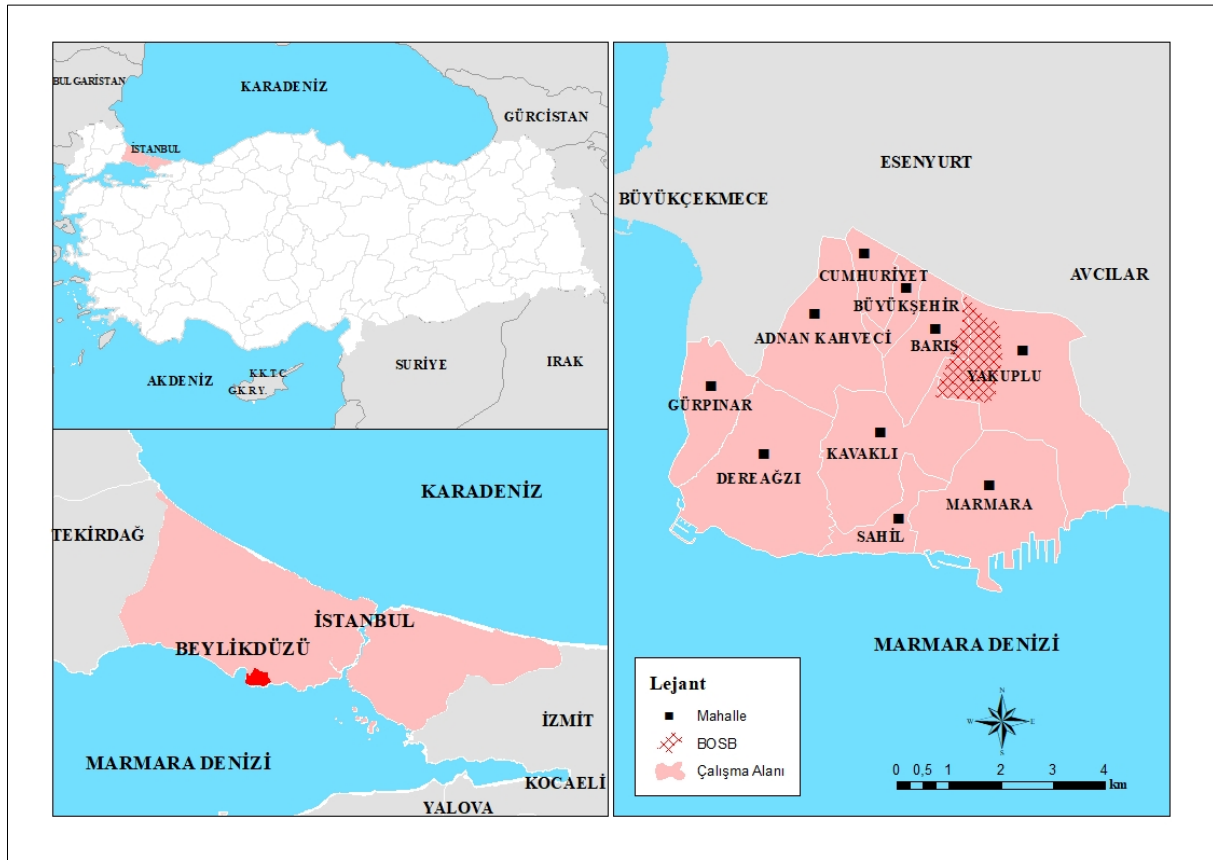 BULGARİSTAN
KARADENİZ
GÜRCİSTAN
İSTANBUL
SURİYE
IRAK
AKDENİZ
K.K.T.C
G.K.R.Y.
KARADENİZ
TEKİRDAĞ
İSTANBUL
BEYLİKDÜZÜ
İZMİT
MARMARA DENİZİ
KOCAELİ
YALOVA
ESENYURT
BÜYÜKÇEKMECE
AVCILAR
CUMHURİYET
BÜYÜKŞEHİR
ADNAN KAHVECİ
BARIŞ
YAKUPLU
GÜRPINAR
KAVAKLI
DEREAĞZI
MARMARA
SAHİL
MARMARA DENİZİ
Lejant
Mahalle
BOSB
Çalışma Alanı
N
W E
S
0 0,5 1 2 3 4
km